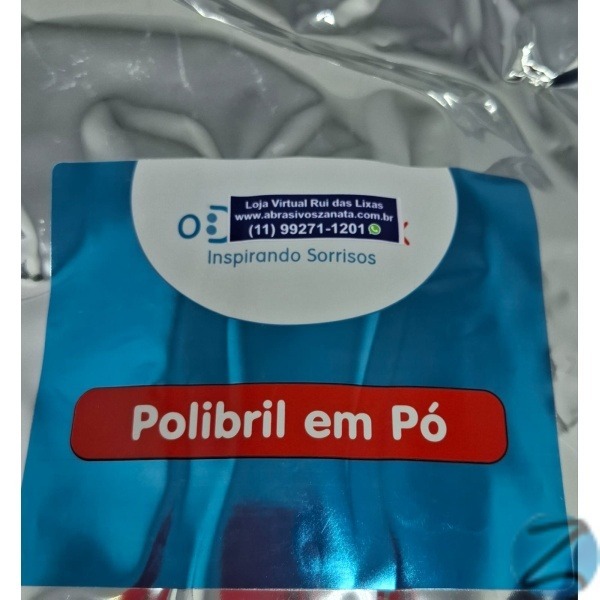 Loja Virtual Rui das Lixas
www.abrasivoszanata.com.br
(11) 99271-1201
Inspirando Sorrisos
Polibril em Pó